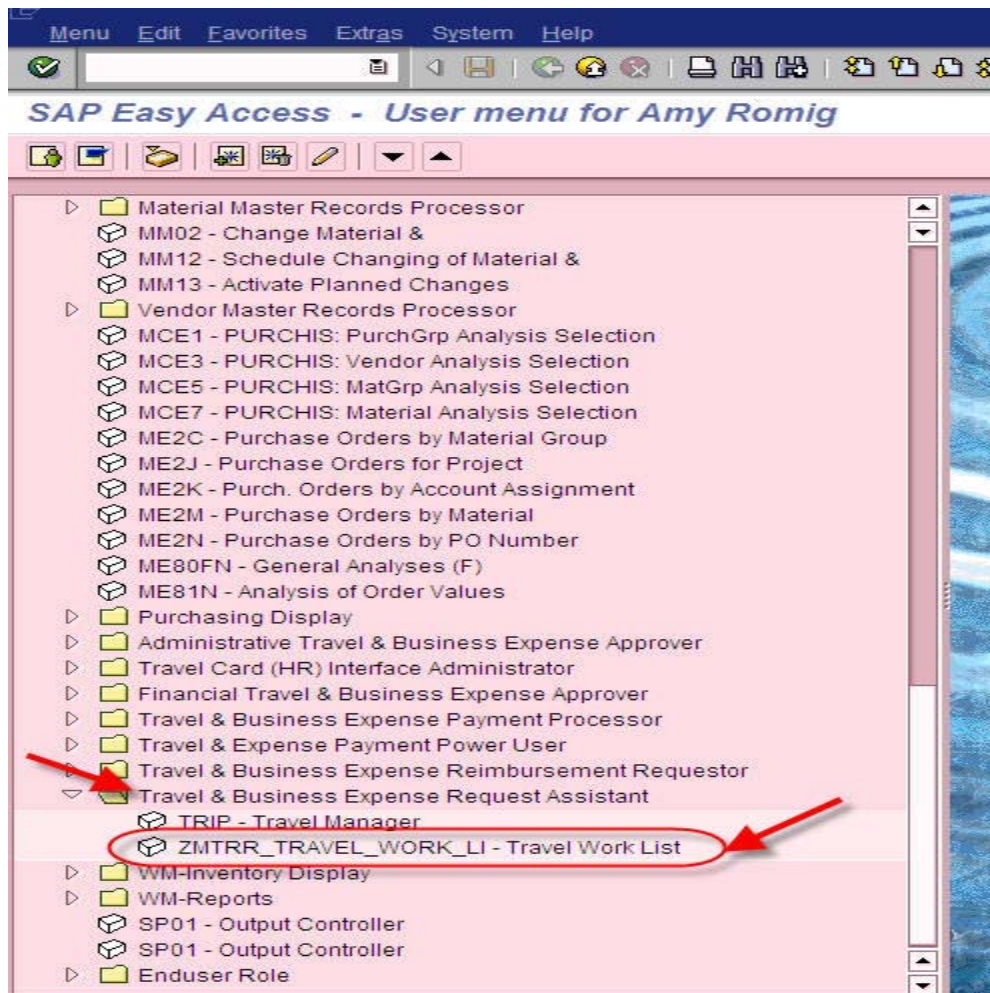 Menu Edit Favorites Extras System Help
SAP Easy Access - User menu for Amy Romig
Material Master Records Processor
MM02 - Change Material &
MM12 - Schedule Changing of Material &
MM13 - Activate Planned Changes
Vendor Master Records Processor
MCE1 - PURCHIS: PurchGrp Analysis Selection
MCE3 - PURCHIS: Vendor Analysis Selection
MCE5 - PURCHIS: MatGrp Analysis Selection
MCE7 - PURCHIS: Material Analysis Selection
ME2C - Purchase Orders by Material Group
ME2J - Purchase Orders for Project
ME2K - Purch. Orders by Account Assignment
ME2M - Purchase Orders by Material
ME2N - Purchase Orders by PO Number
ME80FN - General Analyses (F)
ME81N - Analysis of Order Values
Purchasing Display
Administrative Travel & Business Expense Approver
Travel Card (HR) Interface Administrator
Financial Travel & Business Expense Approver
Travel & Business Expense Payment Processor
Travel & Expense Payment Power User
Travel & Business Expense Reimbursement Requestor
Travel & Business Expense Request Assistant
TRIP - Travel Manager
ZMTRR_TRAVEL_WORK_LI - Travel Work List
WM-Inventory Display
WM-Reports
SP01 - Output Controller
SP01 - Output Controller
Enduser Role